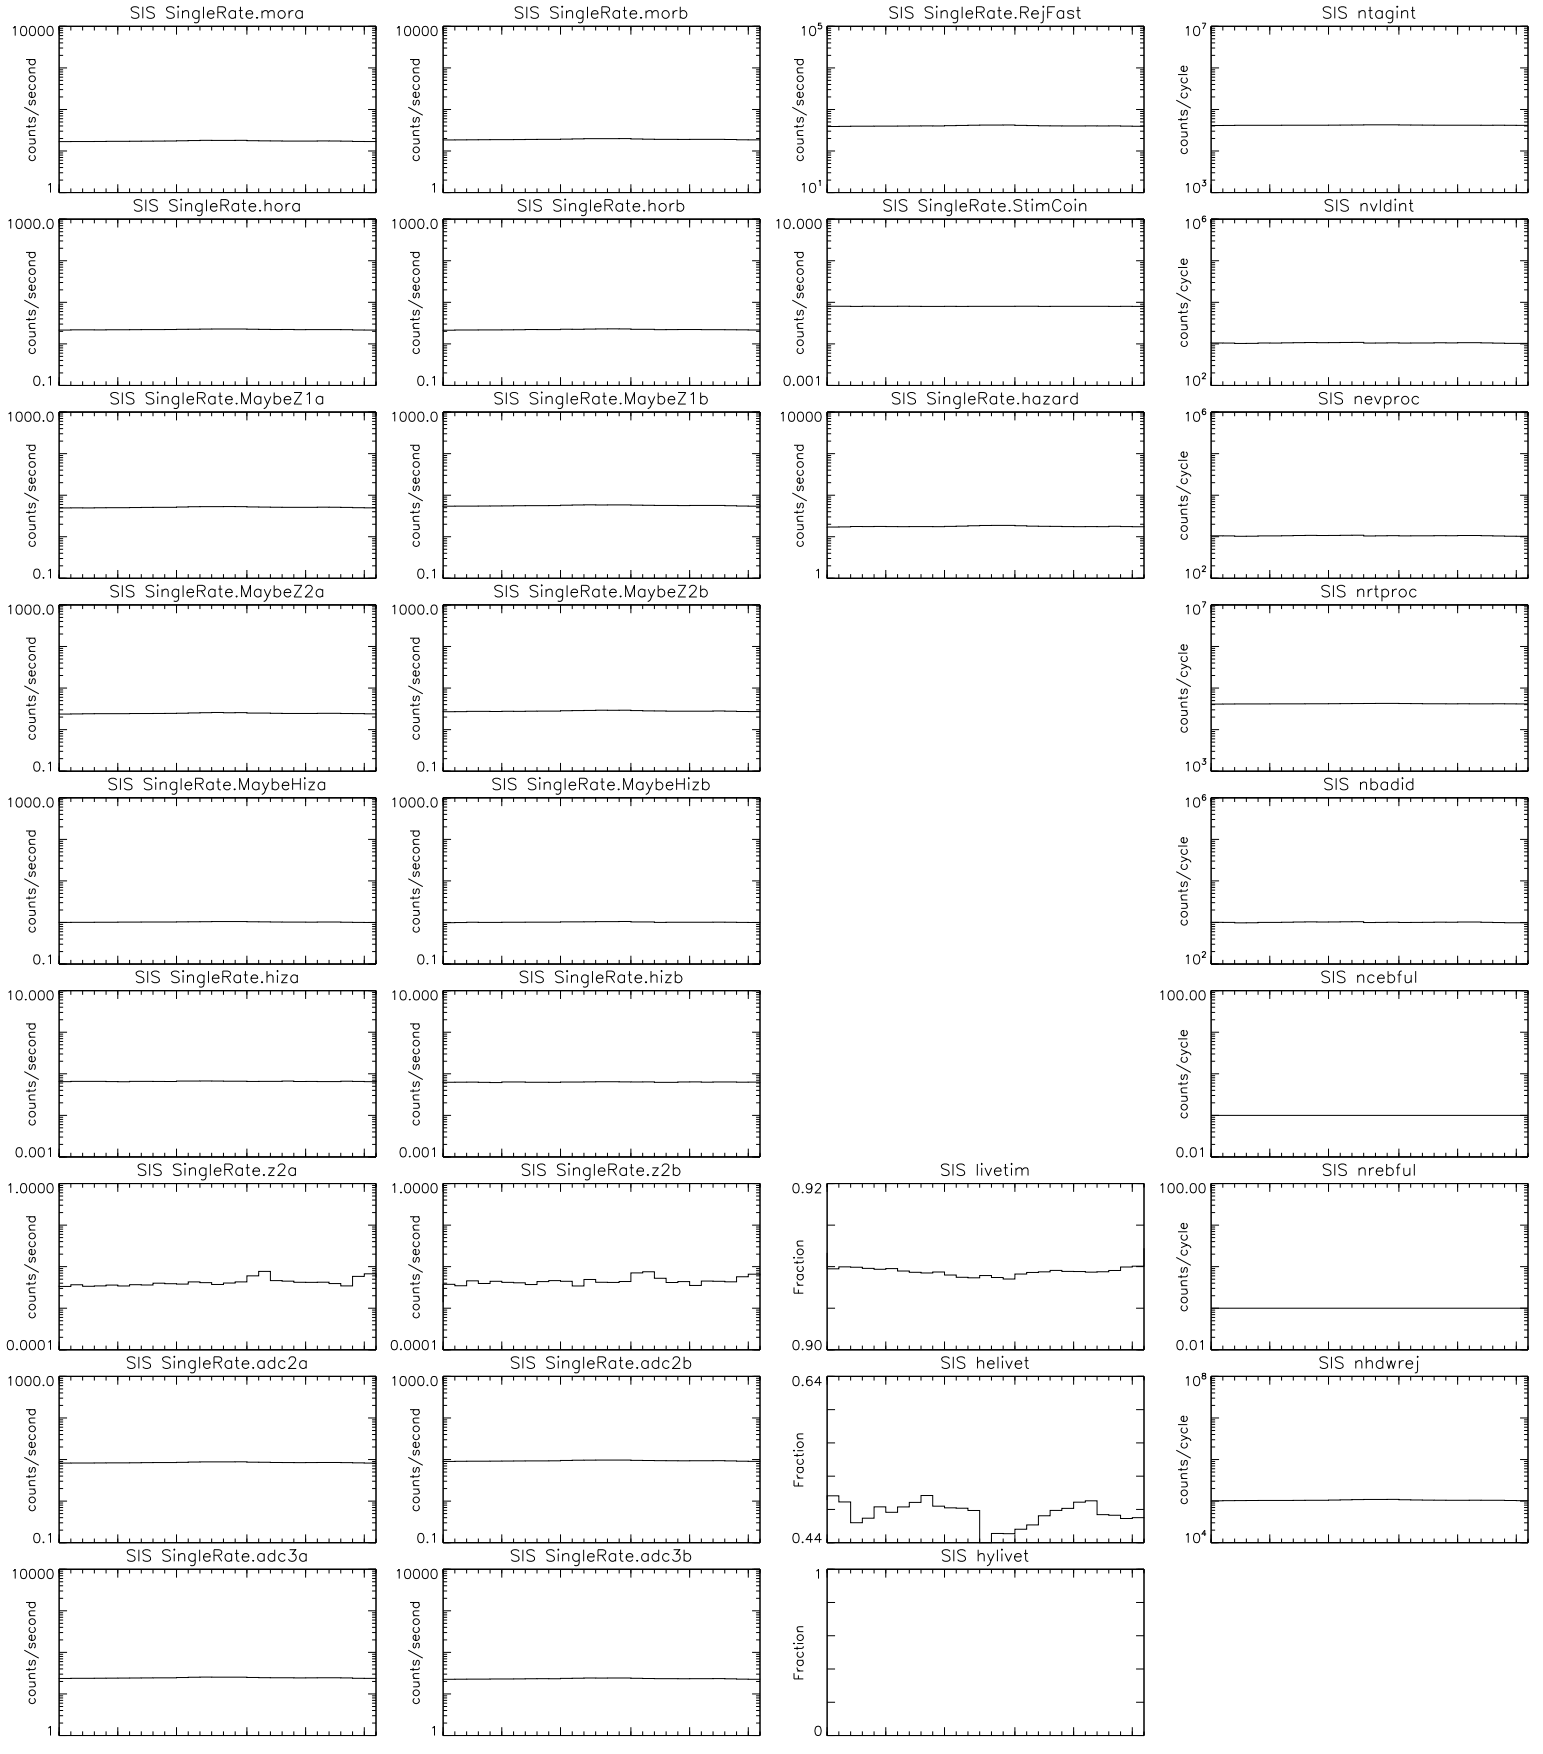 SIS SingleRate.mora
10000
counts/second
1
SIS SingleRate.morb
10000
counts/second
1
SIS SingleRate.RejFast
10^5
counts/second
10^1
SIS ntagint
10^7
counts/cycle
10^3
SIS SingleRate.hora
1000.0
counts/second
0.1
SIS SingleRate.horb
1000.0
counts/second
0.1
SIS SingleRate.StimCoin
10.000
counts/second
0.001
SIS nvldint
10^6
counts/cycle
10^2
SIS SingleRate.MaybeZ1a
1000.0
counts/second
0.1
SIS SingleRate.MaybeZ1b
1000.0
counts/second
0.1
SIS SingleRate.hazard
10000
counts/second
1
SIS nevproc
10^6
counts/cycle
10^2
SIS SingleRate.MaybeZ2a
1000.0
counts/second
0.1
SIS SingleRate.MaybeZ2b
1000.0
counts/second
0.1
SIS nrtproc
10^7
counts/cycle
10^3
SIS SingleRate.MaybeHiza
1000.0
counts/second
0.1
SIS SingleRate.MaybeHizb
1000.0
counts/second
0.1
SIS nbadid
10^6
counts/cycle
10^2
SIS SingleRate.hiza
10.000
counts/second
0.001
SIS SingleRate.hizb
10.000
counts/second
0.001
SIS ncebful
100.00
counts/cycle
0.01
SIS SingleRate.z2a
1.0000
counts/second
0.0001
SIS SingleRate.z2b
1.0000
counts/second
0.0001
SIS livetim
0.92
Fraction
0.90
SIS nrebful
100.00
counts/cycle
0.01
SIS SingleRate.adc2a
1000.0
counts/second
0.1
SIS SingleRate.adc2b
1000.0
counts/second
0.1
SIS helivet
0.64
Fraction
0.44
SIS nhdwrej
10^8
counts/cycle
10^4
SIS SingleRate.adc3a
10000
counts/second
1
SIS SingleRate.adc3b
10000
counts/second
1
SIS hylivet
1
Fraction
0